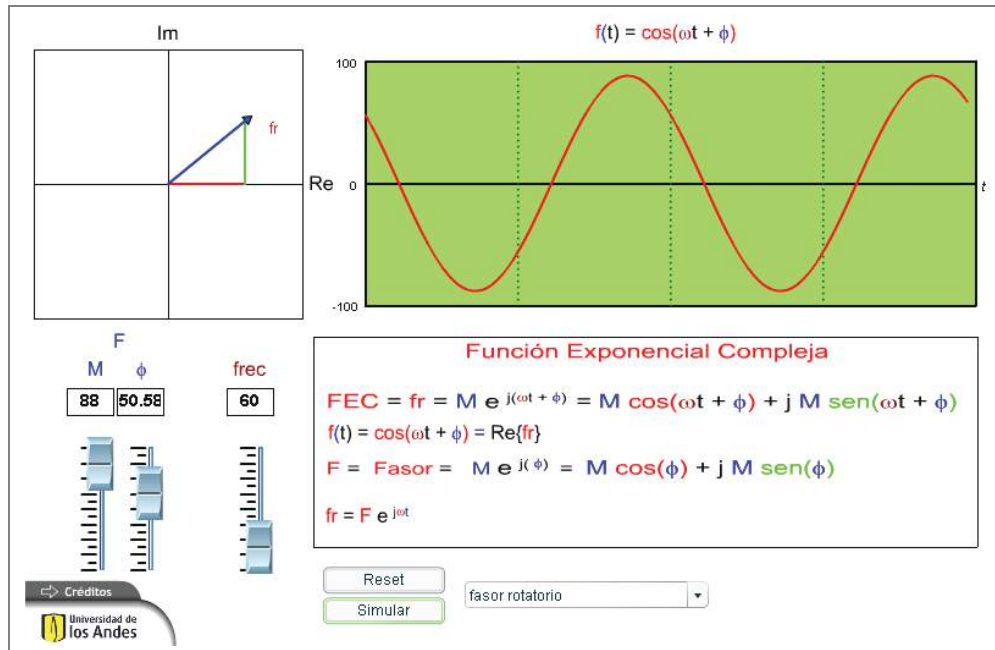 Im
fr
Re
f(t) = cos(ωt + ϕ)
100
0
-100
t
F
M ϕ frec
88 50.58 60
Función Exponencial Compleja
FEC = fr = M e j(ωt + ϕ) = M cos(ωt + ϕ) + j M sen(ωt + ϕ)
f(t) = cos(ωt + ϕ) = Re{fr}
F = Fasor = M e j( ϕ) = M cos(ϕ) + j M sen(ϕ)
fr = F e jωt
Reset
Simular
fasor rotatorio
Créditos
Universidad de
los Andes